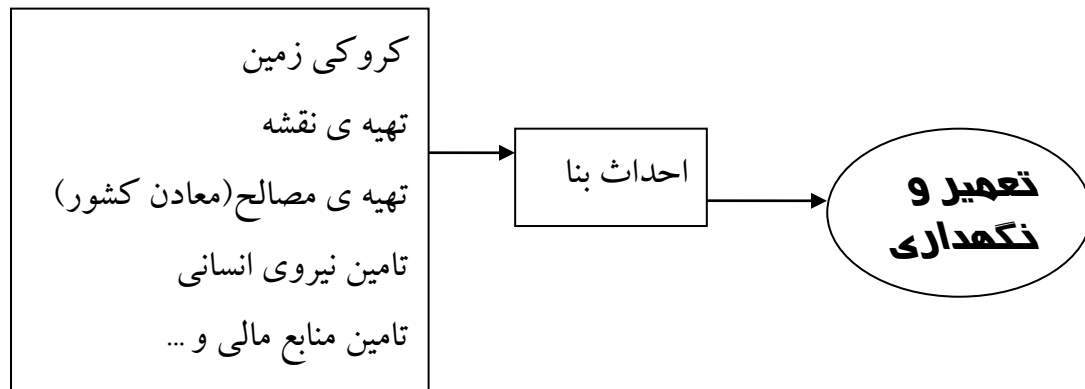 کروکی زمین
تهیه ی نقشه
تهیه ی مصالح(معادن کشور)
تامین نیروی انسانی
تامین منابع مالی و ...
احداث بنا
تعمیر و
نگهداری